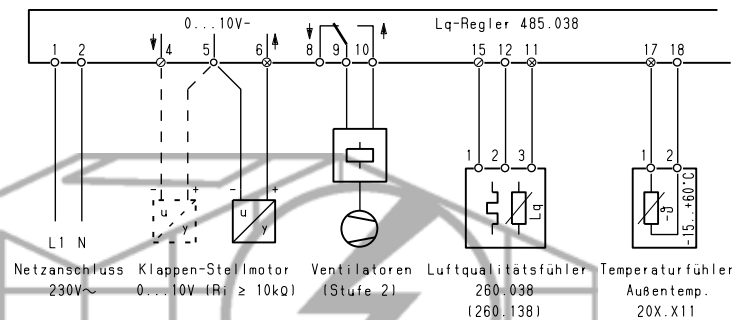 0...10V- Lq-Regler 485.038
1 2 4 5 6 8 9 10 15 12 11 17 18
1 2 3 1 2
- + - +
u y u y Lq -ϑ -15..+60°C
L1 N
Netzanschluss Klappen-Stellmotor Ventilatoren Luftqualitätsfühler Temperaturfühler
230V~ 0...10V (Ri ≥ 10kΩ) (Stufe 2) 260.038 Außentemp.
(260.138) 20X.X11